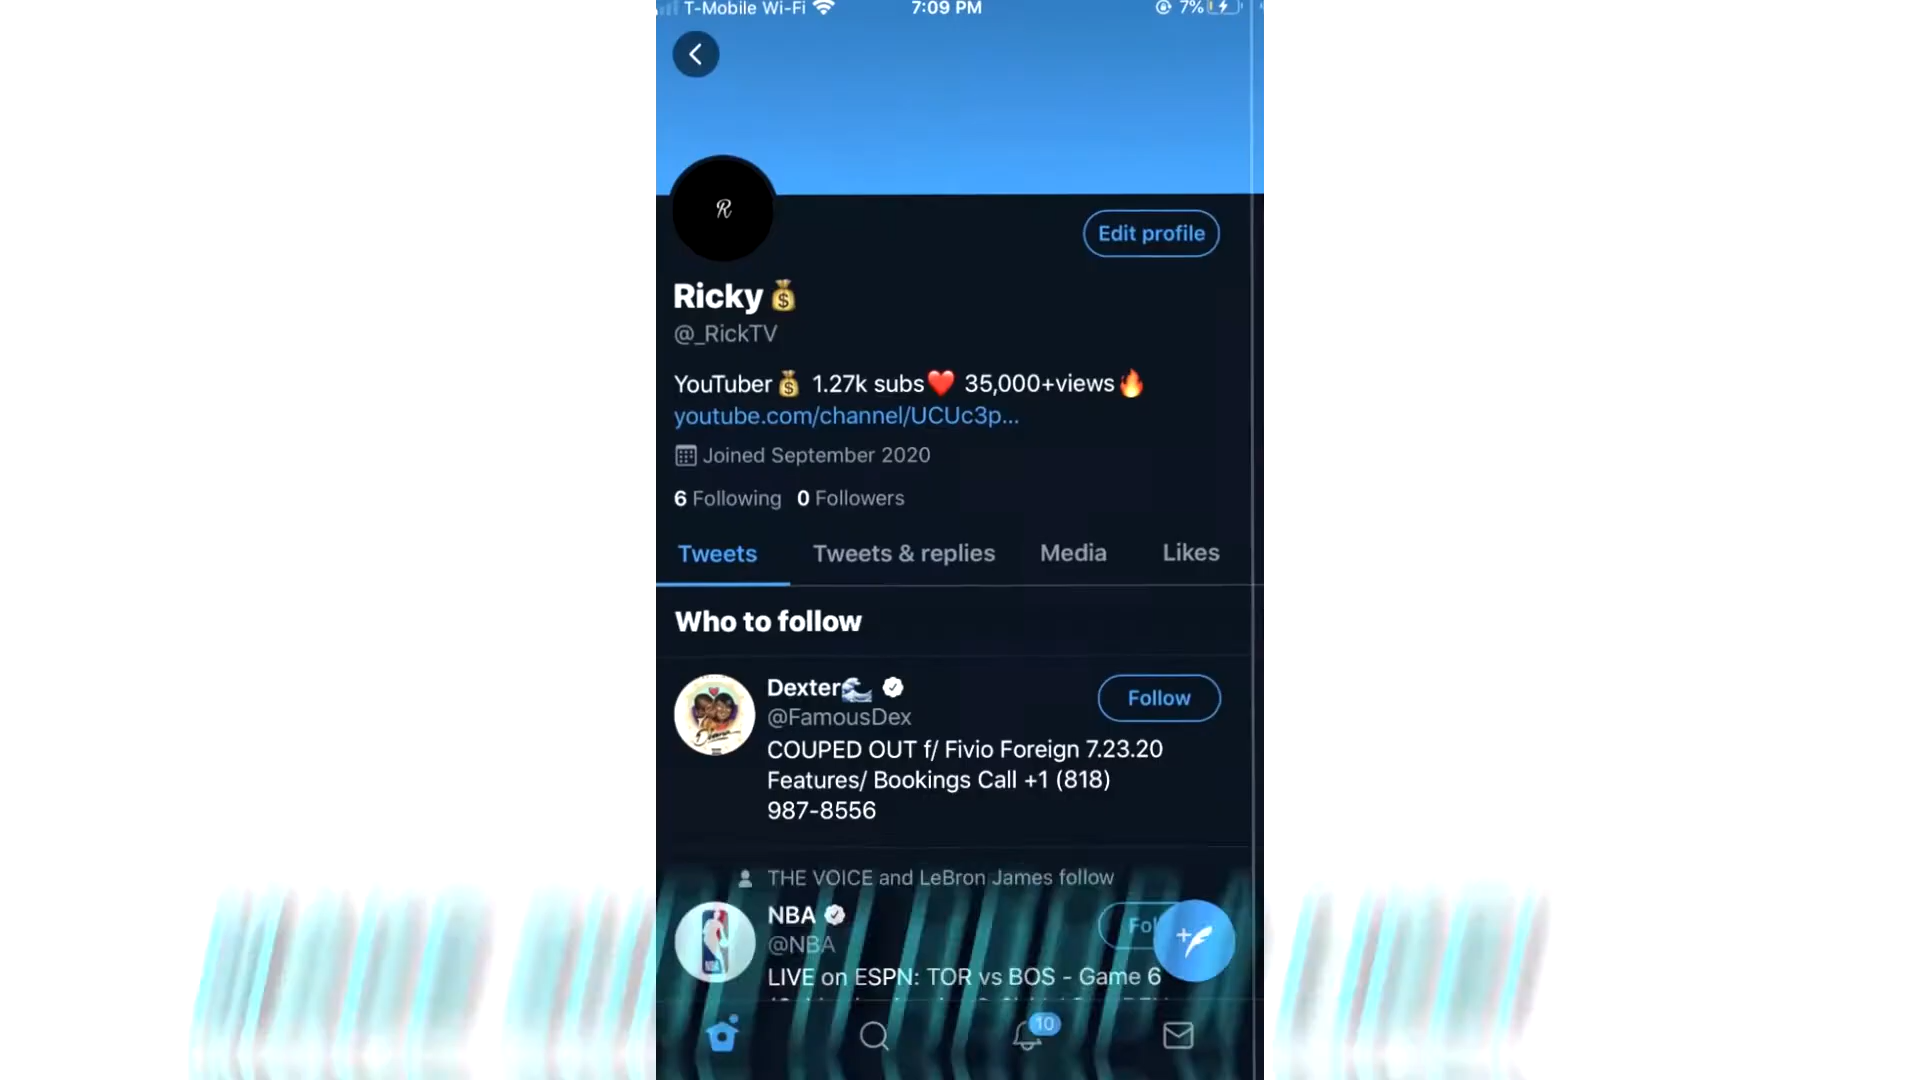 T-Mobile Wi-Fi 7:09 PM 7%
R
Edit profile
Ricky💰
@_RickTV
YouTuber💰 1.27k subs❤️ 35,000+views🔥
youtube.com/channel/UCUc3p...
Joined September 2020
6 Following 0 Followers
Tweets Tweets & replies Media Likes
Who to follow
Dexter🌊
@FamousDex
Follow
COUPED OUT f/ Fivio Foreign 7.23.20
Features/ Bookings Call +1 (818)
987-8556
THE VOICE and LeBron James follow
NBA
@NBA
Fol
LIVE on ESPN: TOR vs BOS - Game 6
10